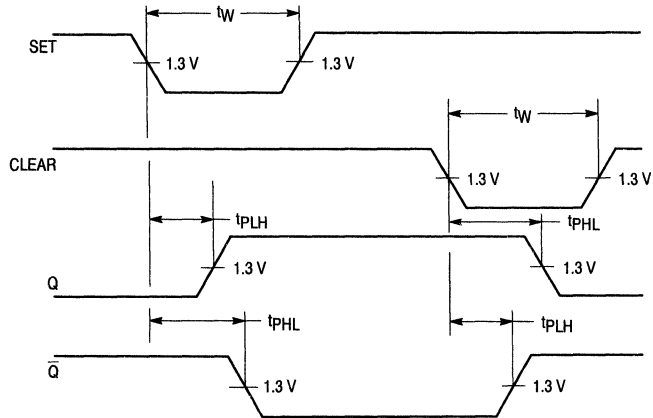 tW
SET
1.3 V
1.3 V
tW
CLEAR
1.3 V
1.3 V
tPLH
tPHL
1.3 V
1.3 V
Q
tPHL
tPLH
Q̅
1.3 V
1.3 V